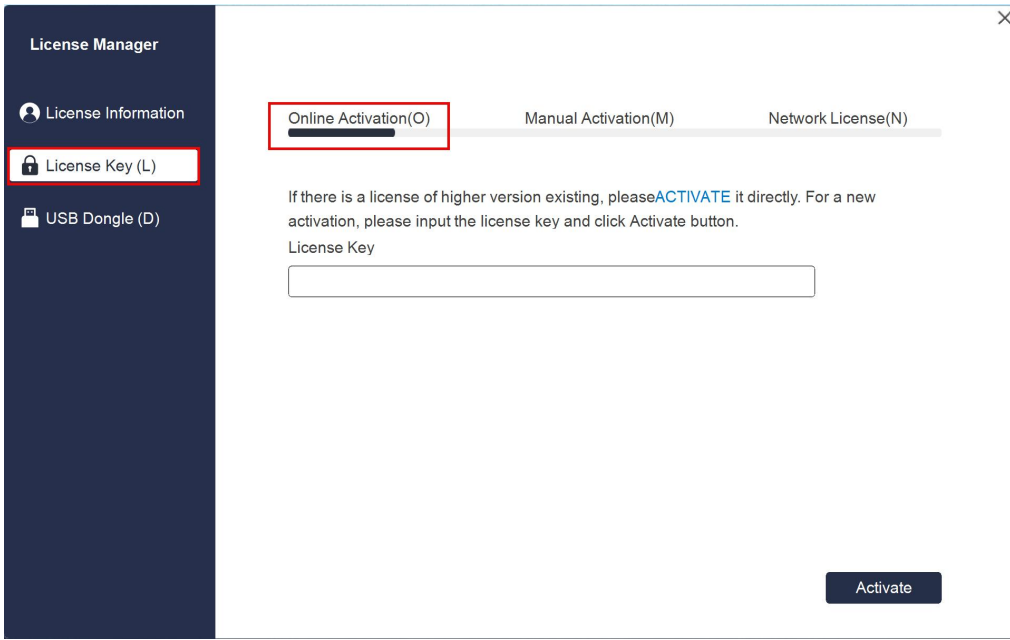 License Manager
License Information
License Key (L)
USB Dongle (D)
Online Activation(O)
Manual Activation(M)
Network License(N)
If there is a license of higher version existing, pleaseACTIVATE it directly. For a new
activation, please input the license key and click Activate button.
License Key
Activate